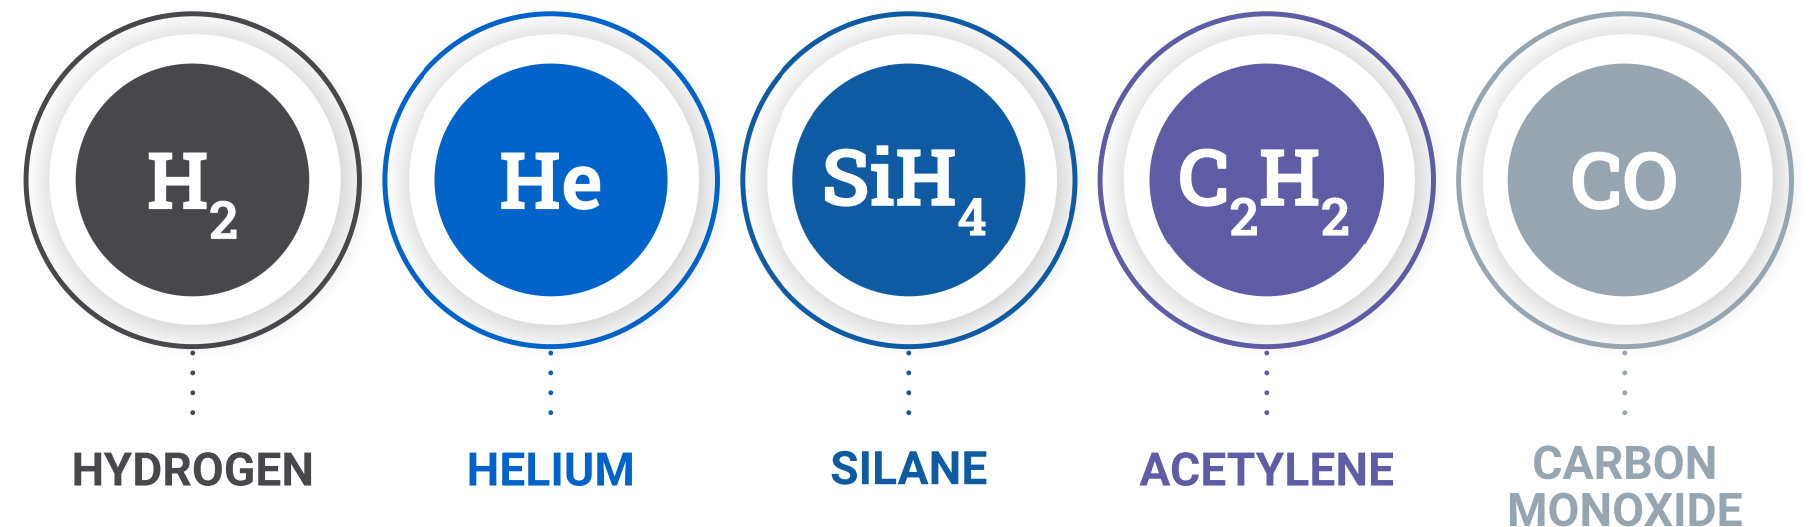 H₂
He
SiH₄
C₂H₂
CO
HYDROGEN
HELIUM
SILANE
ACETYLENE
CARBON
MONOXIDE